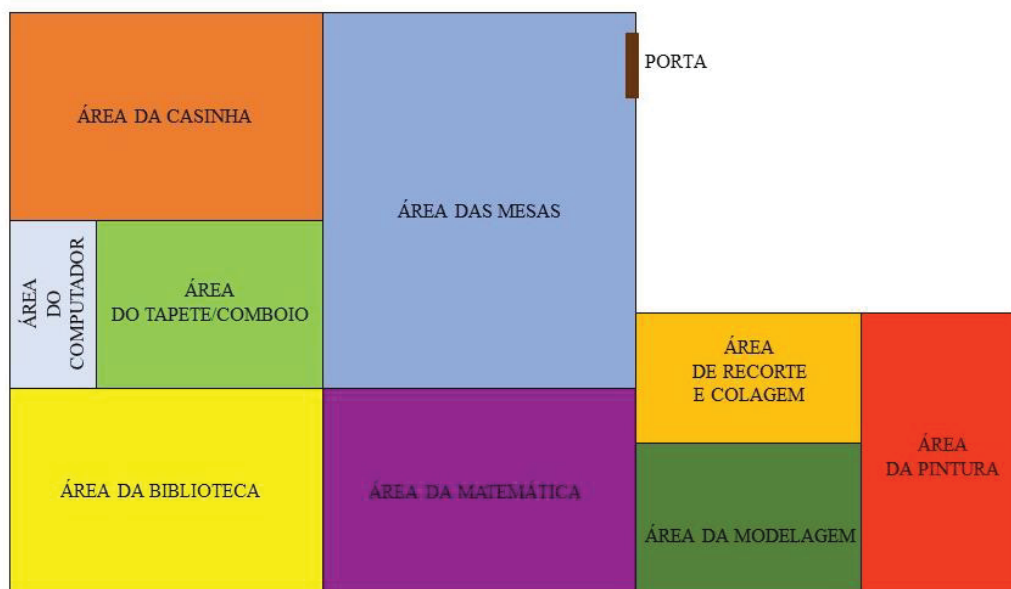 PORTA
ÁREA DA CASINHA
ÁREA DAS MESAS
ÁREA
DO
COMPUTADOR
ÁREA
DO TAPETE/COMBOIO
ÁREA
DE RECORTE
E COLAGEM
ÁREA
DA PINTURA
ÁREA DA BIBLIOTECA
ÁREA DA MATEMÁTICA
ÁREA DA MODELAGEM